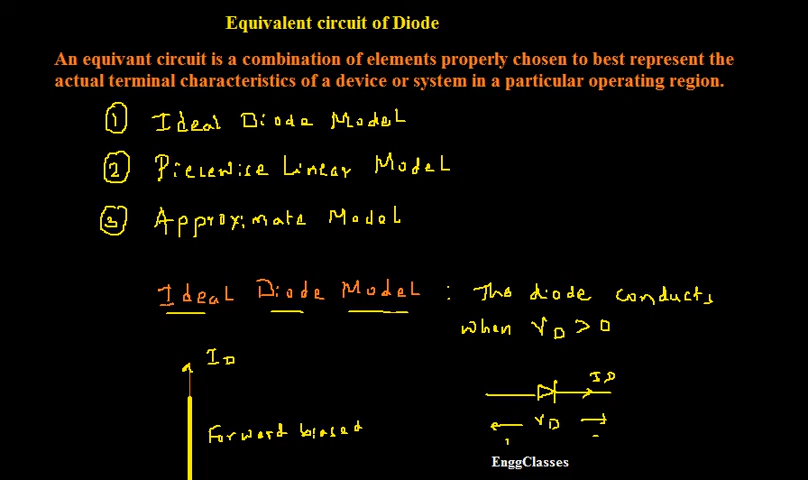 Equivalent circuit of Diode
An equivant circuit is a combination of elements properly chosen to best represent the
actual terminal characteristics of a device or system in a particular operating region.
1 Ideal Diode Model
2 Piecewise Linear Model
3 Approximate Model
Ideal Diode Model : The diode conducts
when VD > 0
ID
ID
Forward biased
VD
EnggClasses